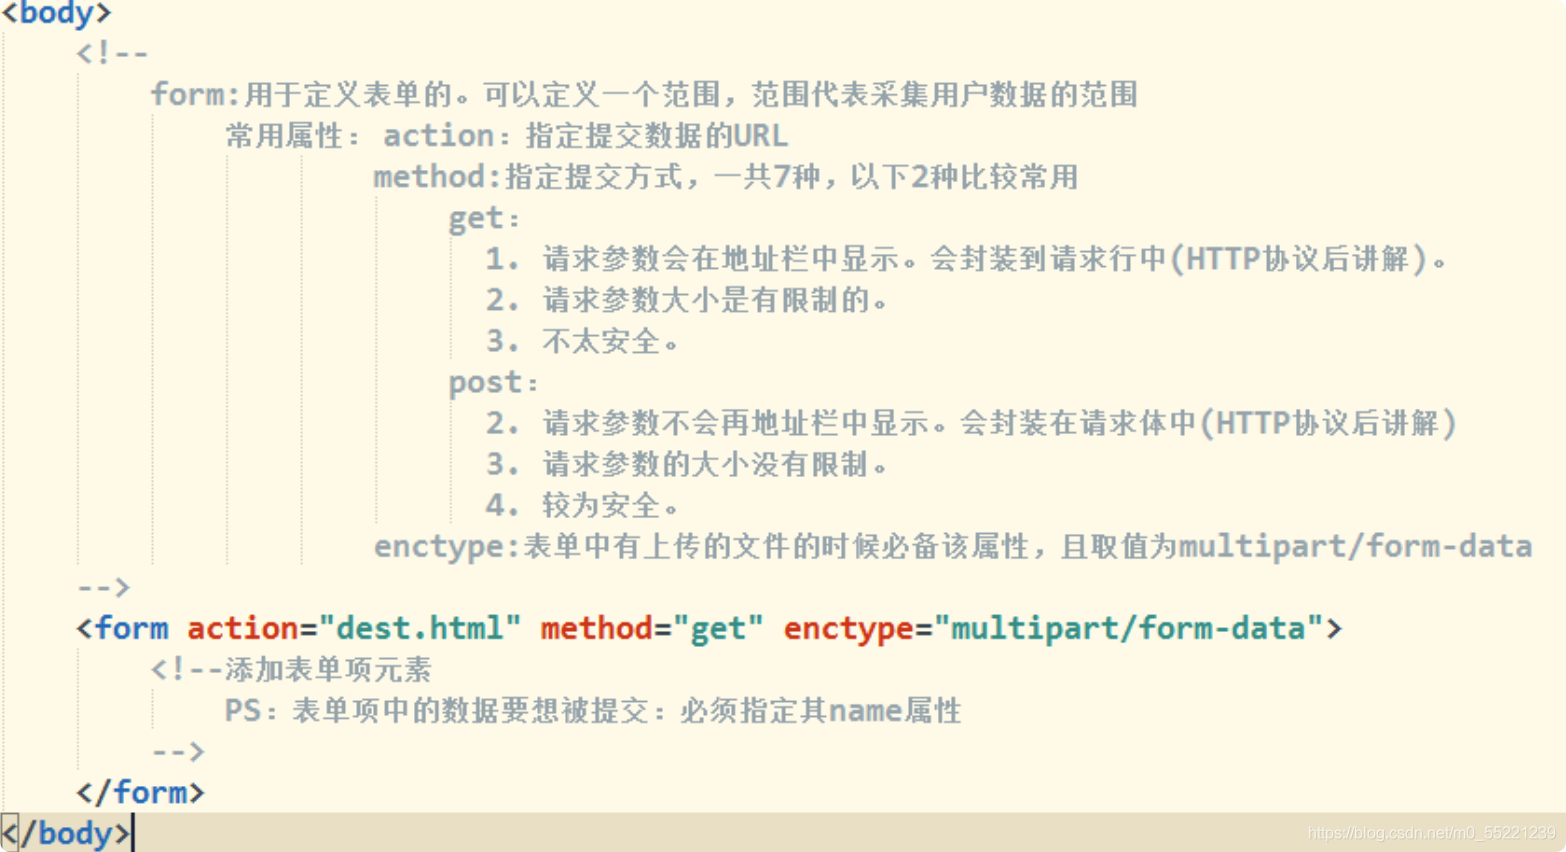 <body>
<!--
form:用于定义表单的。可以定义一个范围，范围代表采集用户数据的范围
常用属性： action：指定提交数据的URL
method:指定提交方式，一共7种，以下2种比较常用
get：
1. 请求参数会在地址栏中显示。会封装到请求行中(HTTP协议后讲解)。
2. 请求参数大小是有限制的。
3. 不太安全。
post：
2. 请求参数不会再地址栏中显示。会封装在请求体中(HTTP协议后讲解)
3. 请求参数的大小没有限制。
4. 较为安全。
enctype:表单中有上传的文件的时候必备该属性，且取值为multipart/form-data
-->
<form action="dest.html" method="get" enctype="multipart/form-data">
<!--添加表单项元素
PS：表单项中的数据要想被提交：必须指定其name属性
-->
</form>
</body>
https://blog.csdn.net/m0_55221239